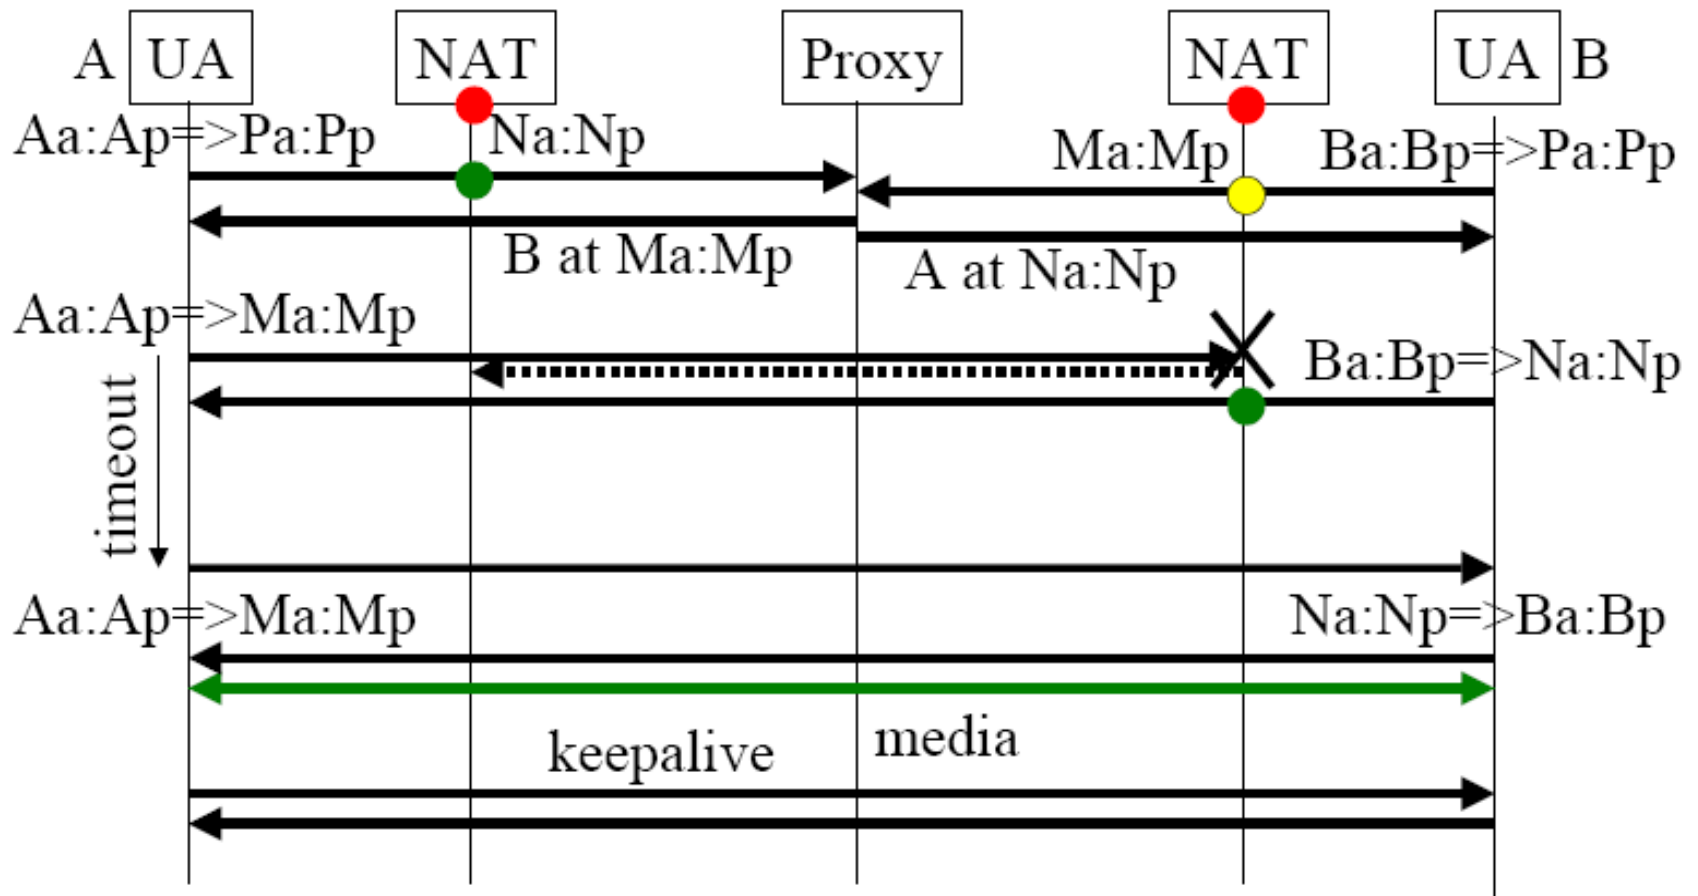 A UA NAT Proxy NAT UA B
Aa:Ap=>Pa:Pp Na:Np Ma:Mp Ba:Bp=>Pa:Pp
B at Ma:Mp A at Na:Np
Aa:Ap=>Ma:Mp Ba:Bp=>Na:Np
timeout
Aa:Ap=>Ma:Mp Na:Np=>Ba:Bp
keepalive media